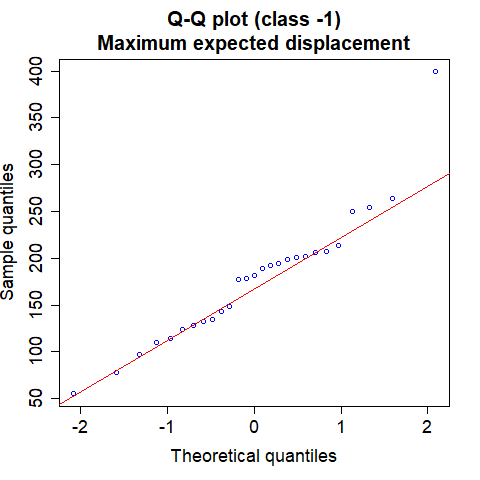 Q-Q plot (class -1)
Maximum expected displacement
400
350
300
250
200
150
100
50
Sample quantiles
-2 -1 0 1 2
Theoretical quantiles